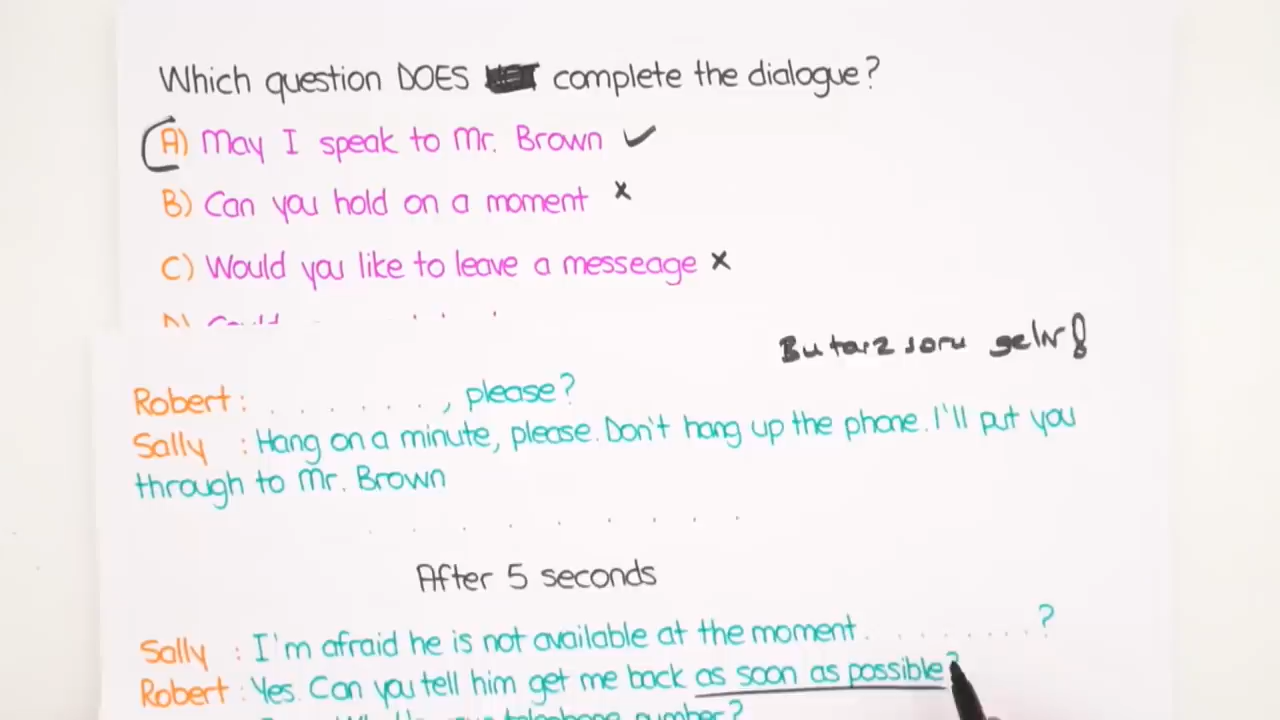 Which question DOES complete the dialogue?
A) May I speak to Mr. Brown ✓
B) Can you hold on a moment ×
C) Would you like to leave a messeage ×
Bu tarz soru gelir
Robert: . . . . . . . , please?
Sally : Hang on a minute, please. Don't hang up the phone. I'll put you
through to Mr. Brown
. . . . . . . . .
After 5 seconds
Sally : I'm afraid he is not available at the moment . . . . . . . . ?
Robert: Yes. Can you tell him get me back as soon as possible?
telephone number?